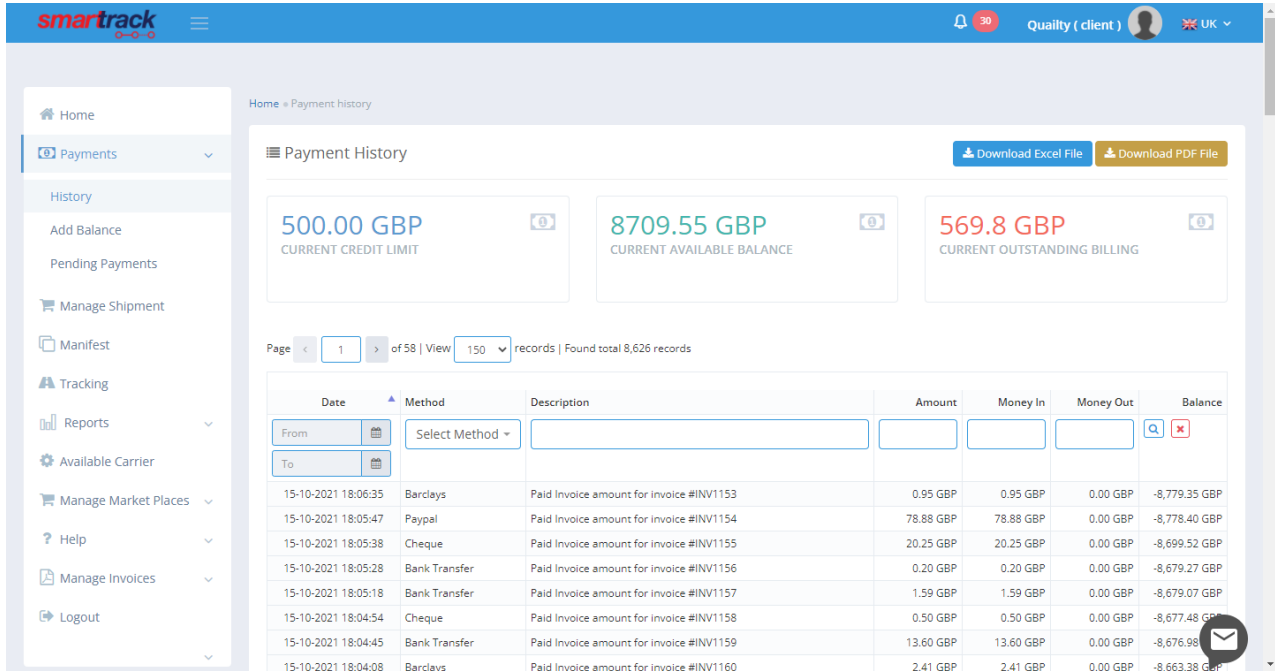 smartrack
30
Quailty ( client )
UK
Home
Payments
History
Add Balance
Pending Payments
Manage Shipment
Manifest
Tracking
Reports
Available Carrier
Manage Market Places
? Help
Manage Invoices
Logout
Home » Payment history
Payment History
Download Excel File
Download PDF File
500.00 GBP
CURRENT CREDIT LIMIT
8709.55 GBP
CURRENT AVAILABLE BALANCE
569.8 GBP
CURRENT OUTSTANDING BILLING
Page < 1 > of 58 | View 150 records | Found total 8,626 records
Date Method Description Amount Money In Money Out Balance
From Select Method
To
15-10-2021 18:06:35 Barclays Paid Invoice amount for invoice #INV1153 0.95 GBP 0.95 GBP 0.00 GBP -8,779.35 GBP
15-10-2021 18:05:47 Paypal Paid Invoice amount for invoice #INV1154 78.88 GBP 78.88 GBP 0.00 GBP -8,778.40 GBP
15-10-2021 18:05:38 Cheque Paid Invoice amount for invoice #INV1155 20.25 GBP 20.25 GBP 0.00 GBP -8,699.52 GBP
15-10-2021 18:05:28 Bank Transfer Paid Invoice amount for invoice #INV1156 0.20 GBP 0.20 GBP 0.00 GBP -8,679.27 GBP
15-10-2021 18:05:18 Bank Transfer Paid Invoice amount for invoice #INV1157 1.59 GBP 1.59 GBP 0.00 GBP -8,679.07 GBP
15-10-2021 18:04:54 Cheque Paid Invoice amount for invoice #INV1158 0.50 GBP 0.50 GBP 0.00 GBP -8,677.48 GBP
15-10-2021 18:04:45 Bank Transfer Paid Invoice amount for invoice #INV1159 13.60 GBP 13.60 GBP 0.00 GBP -8,676.98
15-10-2021 18:04:08 Barclays Paid Invoice amount for invoice #INV1160 2.41 GBP 2.41 GBP 0.00 GBP -8,663.38 GBP